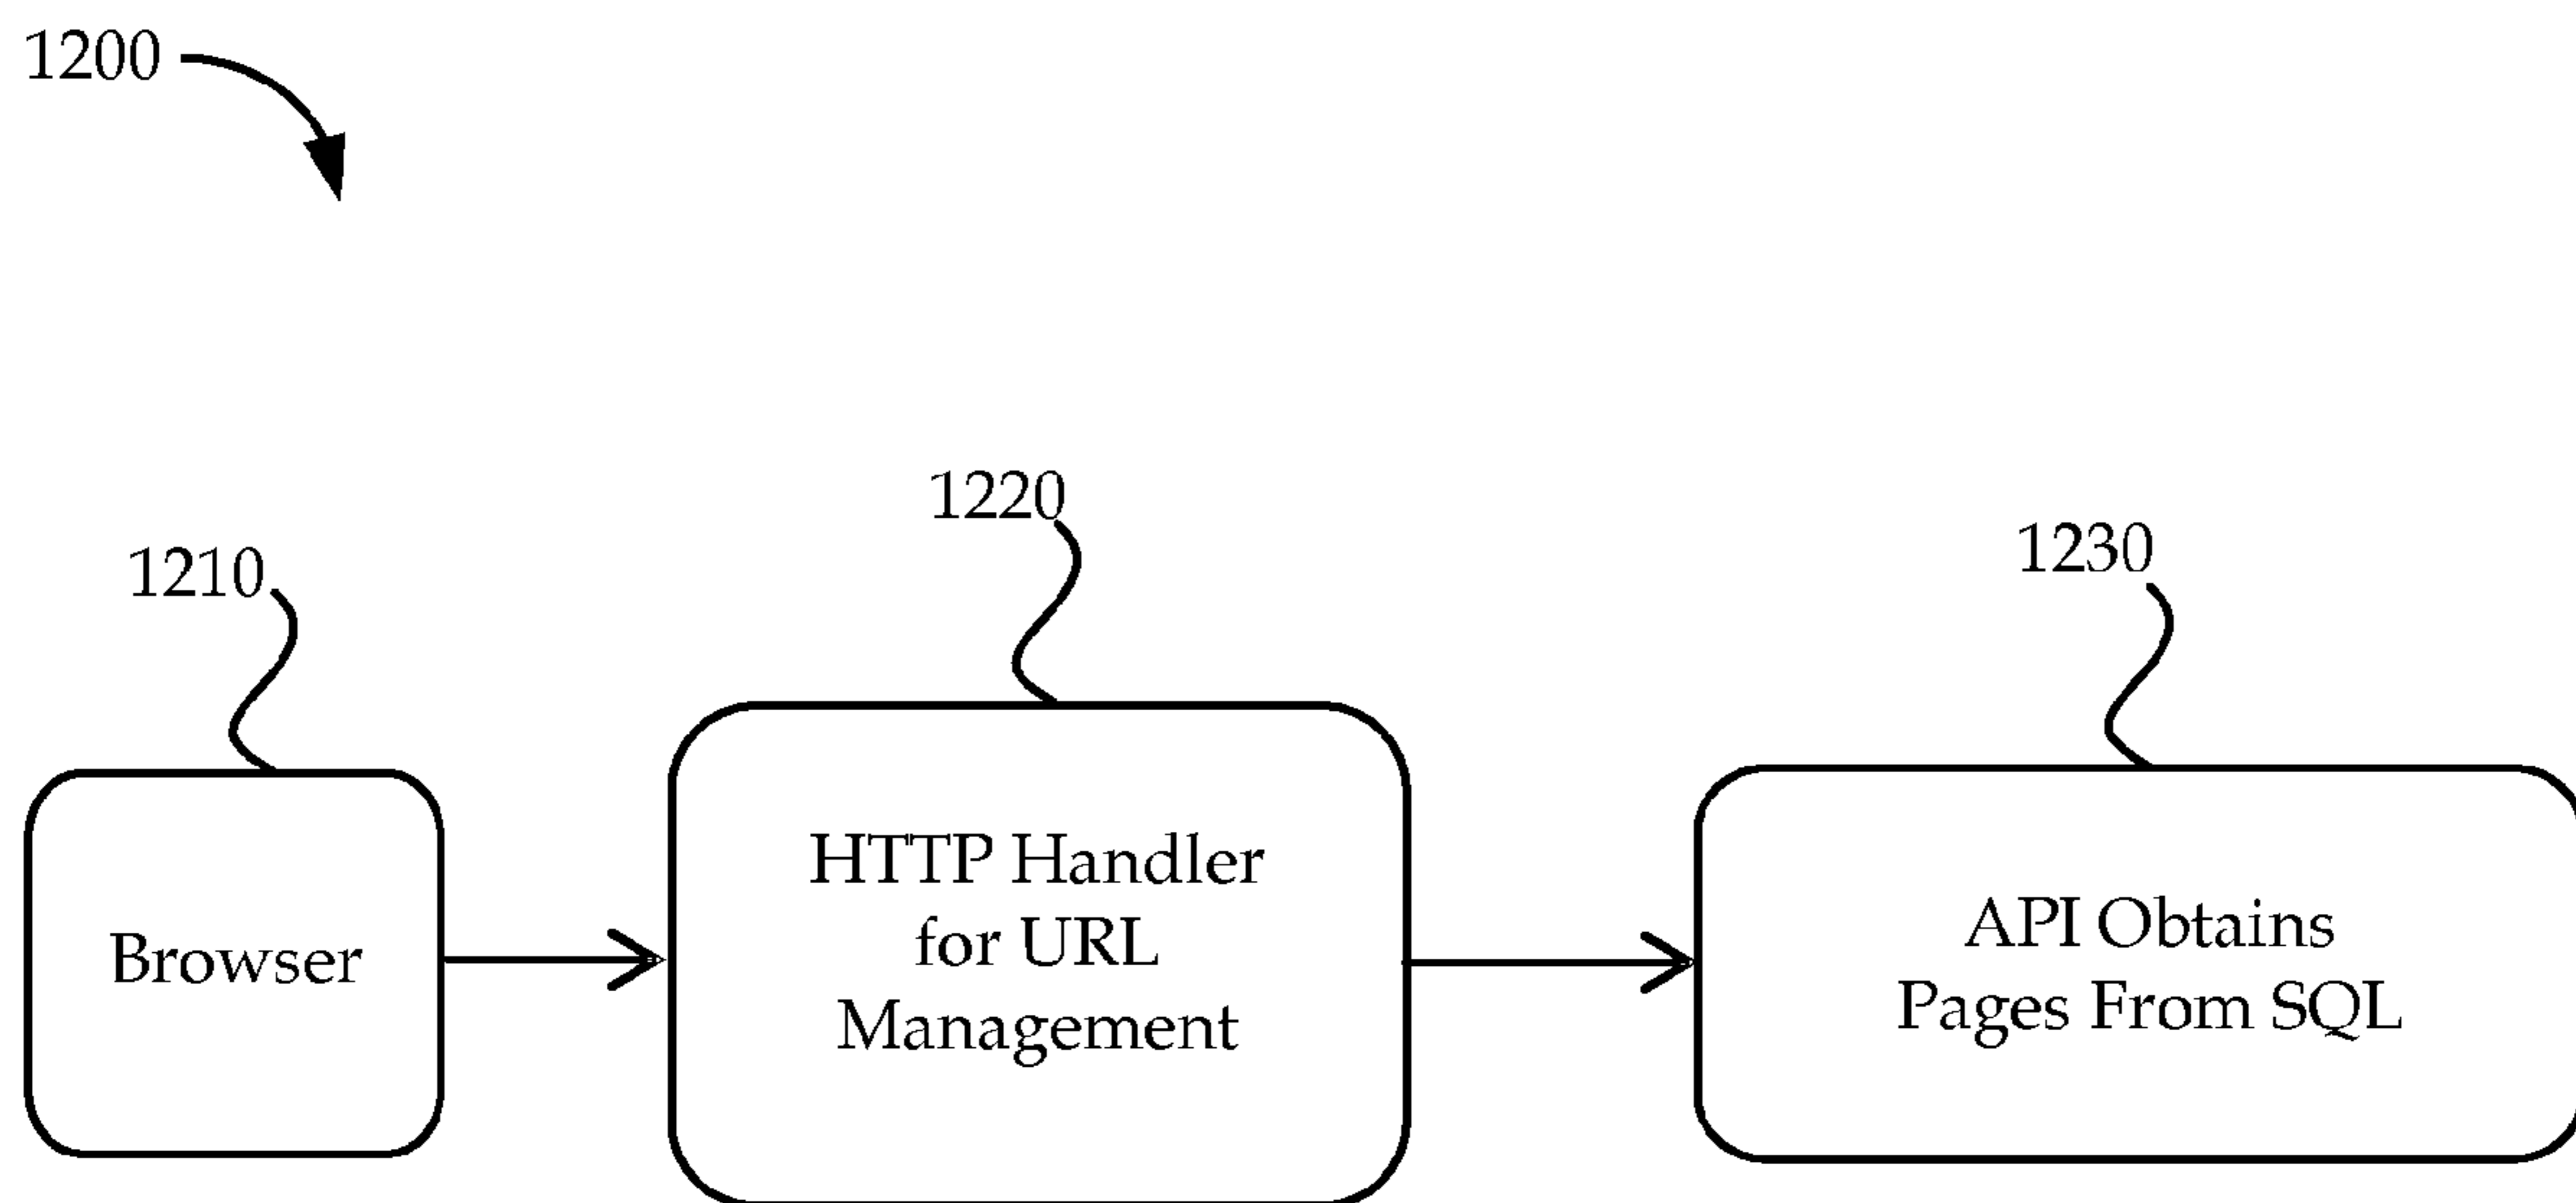 1200
1220
1230
1210
HTTP Handler
for URL
Management
Browser
API Obtains
Pages From SQL